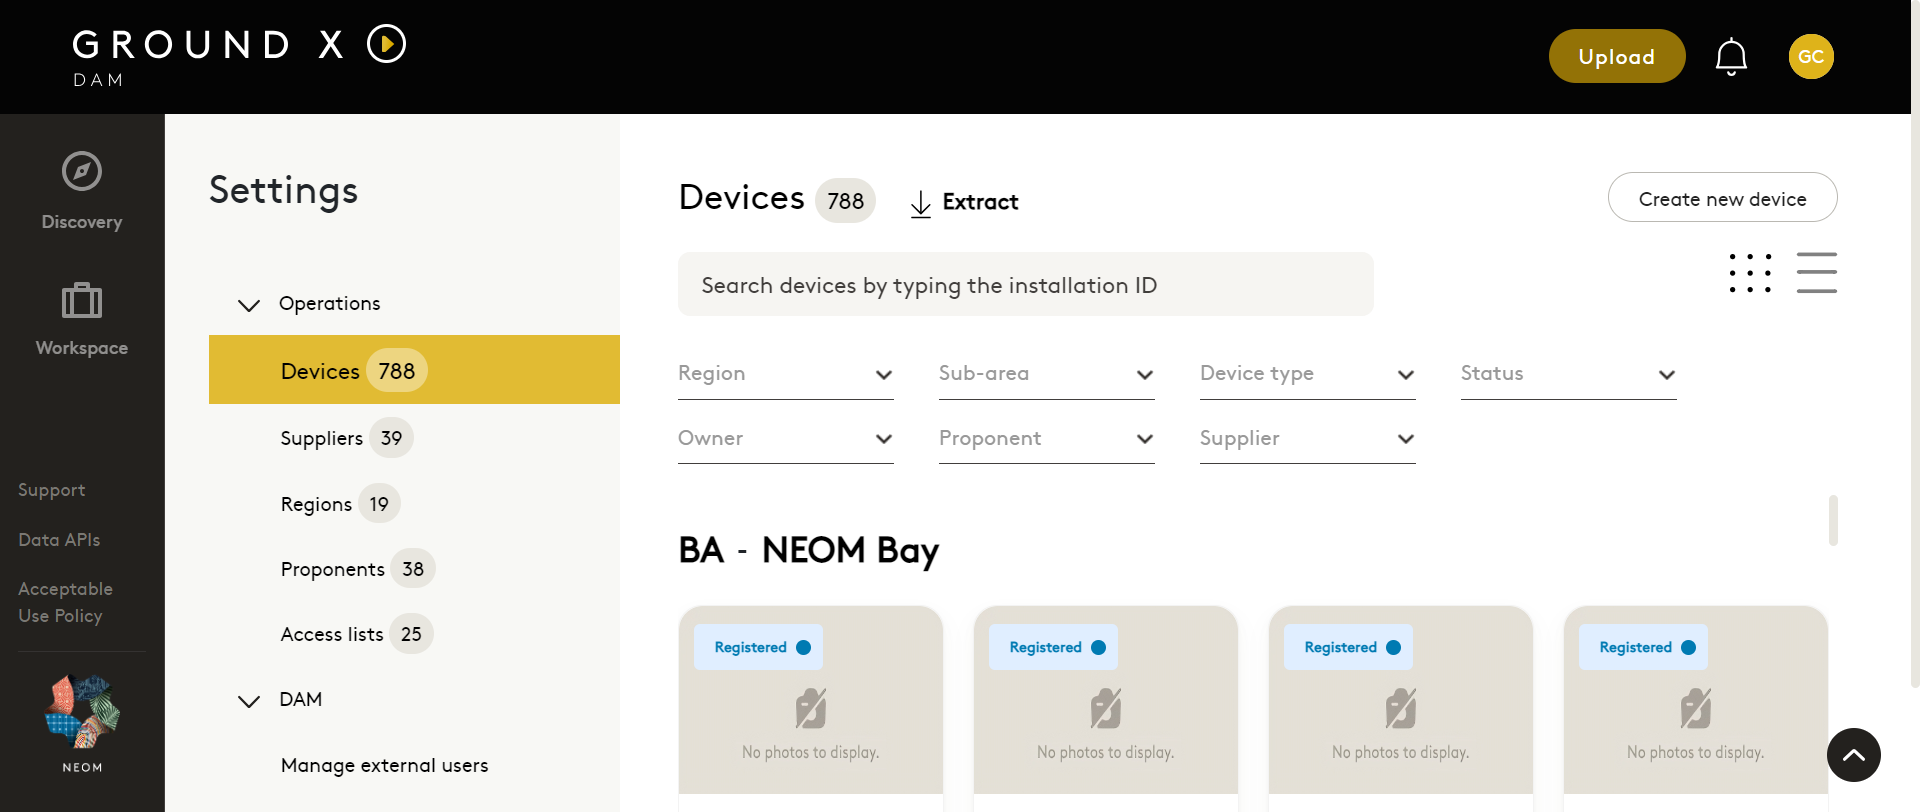 GROUND X
DAM
Upload
GC
Discovery
Workspace
Support
Data APIs
Acceptable
Use Policy
NEOM
Settings
Operations
Devices 788
Suppliers 39
Regions 19
Proponents 38
Access lists 25
DAM
Manage external users
Devices 788
Extract
Create new device
Search devices by typing the installation ID
Region
Sub-area
Device type
Status
Owner
Proponent
Supplier
BA - NEOM Bay
Registered
No photos to display.
Registered
No photos to display.
Registered
No photos to display.
Registered
No photos to display.